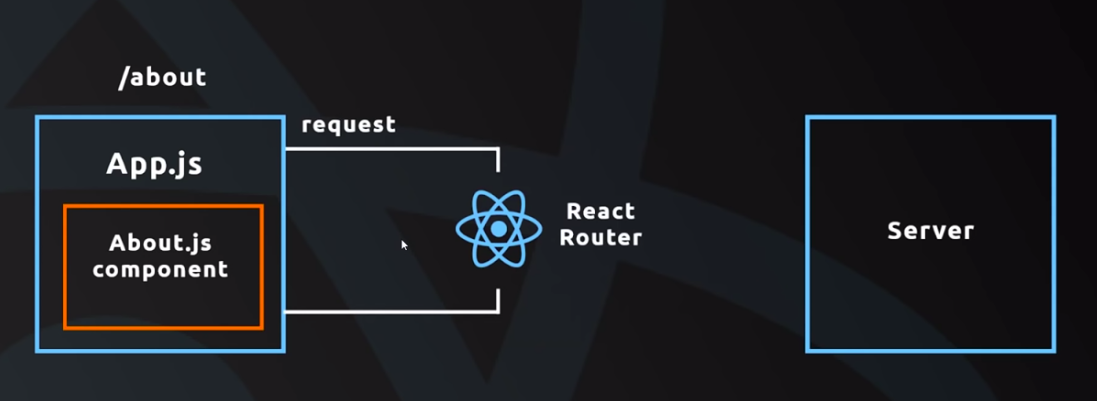 /about
request
App.js
About.js
component
React
Router
Server